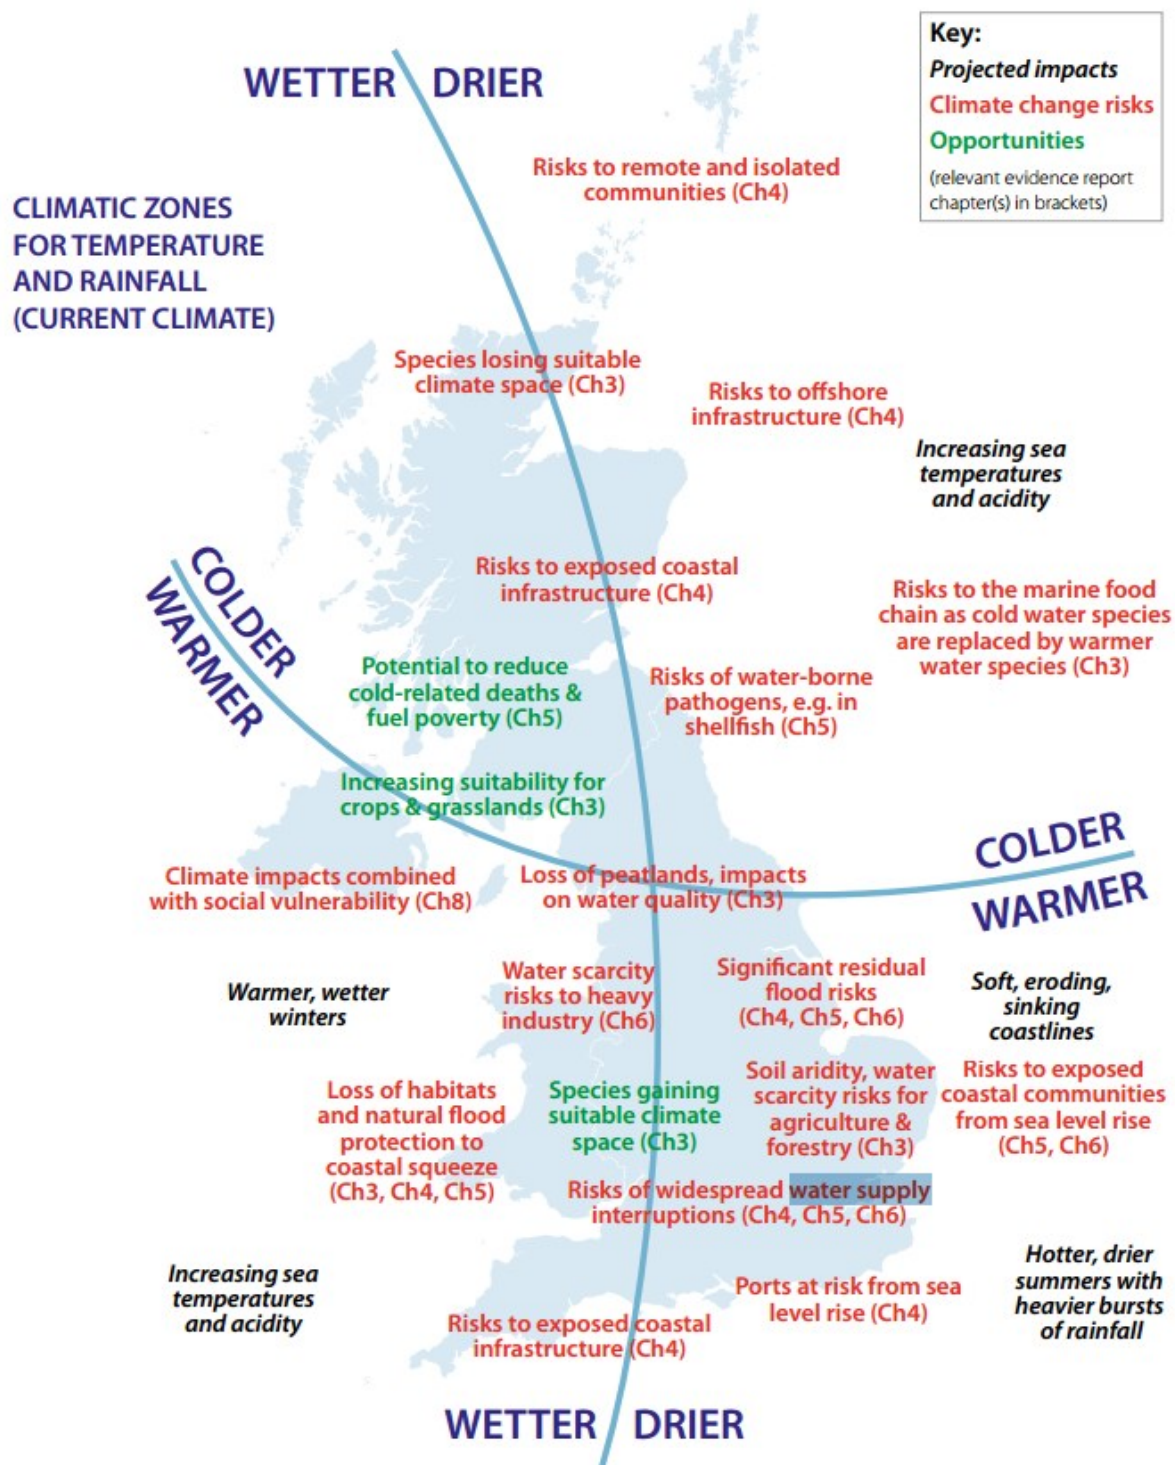 Key:
Projected impacts
Climate change risks
Opportunities
(relevant evidence report
chapter(s) in brackets)
WETTER
DRIER
CLIMATIC ZONES
FOR TEMPERATURE
AND RAINFALL
(CURRENT CLIMATE)
Risks to remote and isolated
communities (Ch4)
Species losing suitable
climate space (Ch3)
Risks to offshore
infrastructure (Ch4)
Increasing sea
temperatures
and acidity
COLDER
WARMER
Risks to exposed coastal
infrastructure (Ch4)
Risks to the marine food
chain as cold water species
are replaced by warmer
water species (Ch3)
Potential to reduce
cold-related deaths &
fuel poverty (Ch5)
Risks of water-borne
pathogens, e.g. in
shellfish (Ch5)
Increasing suitability for
crops & grasslands (Ch3)
COLDER
WARMER
Climate impacts combined
with social vulnerability (Ch8)
Loss of peatlands, impacts
on water quality (Ch3)
Warmer, wetter
winters
Water scarcity
risks to heavy
industry (Ch6)
Significant residual
flood risks
(Ch4, Ch5, Ch6)
Soft, eroding,
sinking
coastlines
Loss of habitats
and natural flood
protection to
coastal squeeze
(Ch3, Ch4, Ch5)
Species gaining
suitable climate
space (Ch3)
Soil aridity, water
scarcity risks for
agriculture &
forestry (Ch3)
Risks to exposed
coastal communities
from sea level rise
(Ch5, Ch6)
Risks of widespread water supply
interruptions (Ch4, Ch5, Ch6)
Increasing sea
temperatures
and acidity
Risks to exposed coastal
infrastructure (Ch4)
Ports at risk from sea
level rise (Ch4)
Hotter, drier
summers with
heavier bursts
of rainfall
WETTER
DRIER